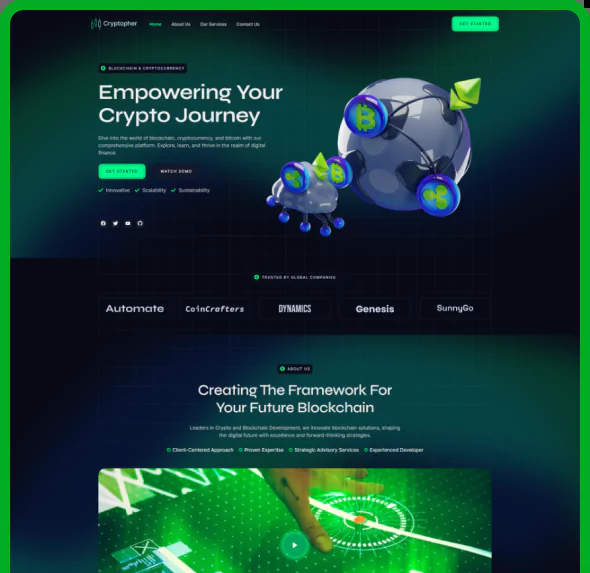 Cryptopher
Home About Us Our Services Contact Us
GET STARTED
BLOCKCHAIN & CRYPTOCURRENCY
Empowering Your
Crypto Journey
Dive into the world of blockchain, cryptocurrency, and bitcoin with our
comprehensive platform. Explore, learn, and thrive in the realm of digital
finance
GET STARTED WATCH DEMO
Innovative Scalability Sustainability
TRUSTED BY GLOBAL COMPANIES
Automate CoinCrafters DYNAMICS Genesis SunnyGo
ABOUT US
Creating The Framework For
Your Future Blockchain
Leaders in Crypto and Blockchain Development, we innovate blockchain solutions, shaping
the digital future with excellence and forward-thinking strategies.
Client-Centered Approach Proven Expertise Strategic Advisory Services Experienced Developer